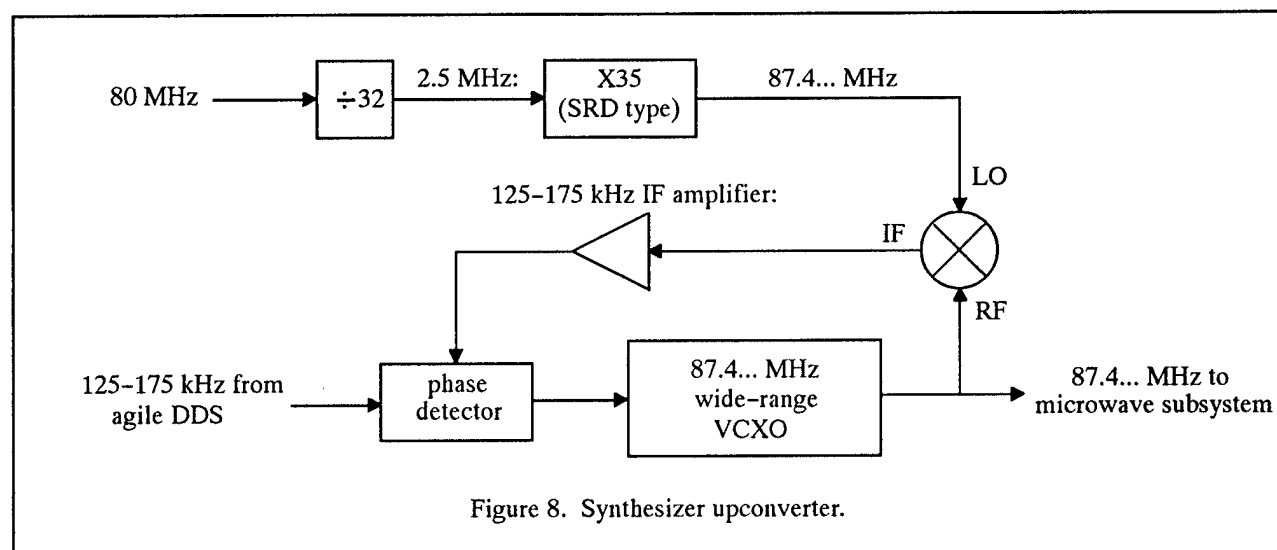 80 MHz
÷32
2.5 MHz:
X35
(SRD type)
87.4... MHz
LO
125-175 kHz IF amplifier:
IF
RF
125-175 kHz from
agile DDS
phase
detector
87.4... MHz
wide-range
VCXO
87.4... MHz to
microwave subsystem
Figure 8. Synthesizer upconverter.